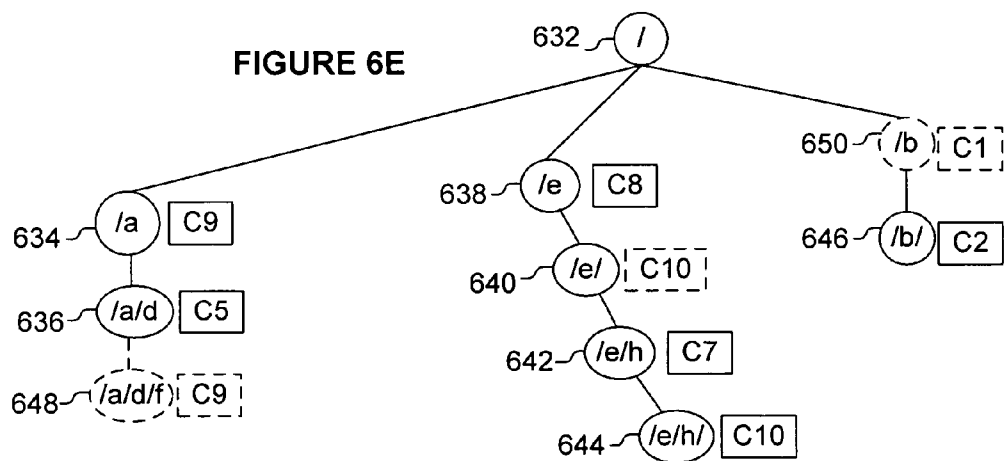 FIGURE 6E
632 /
650 /b C1
638 /e C8
634 /a C9
646 /b/ C2
640 /e/ C10
636 /a/d C5
642 /e/h C7
648 /a/d/f C9
644 /e/h/ C10